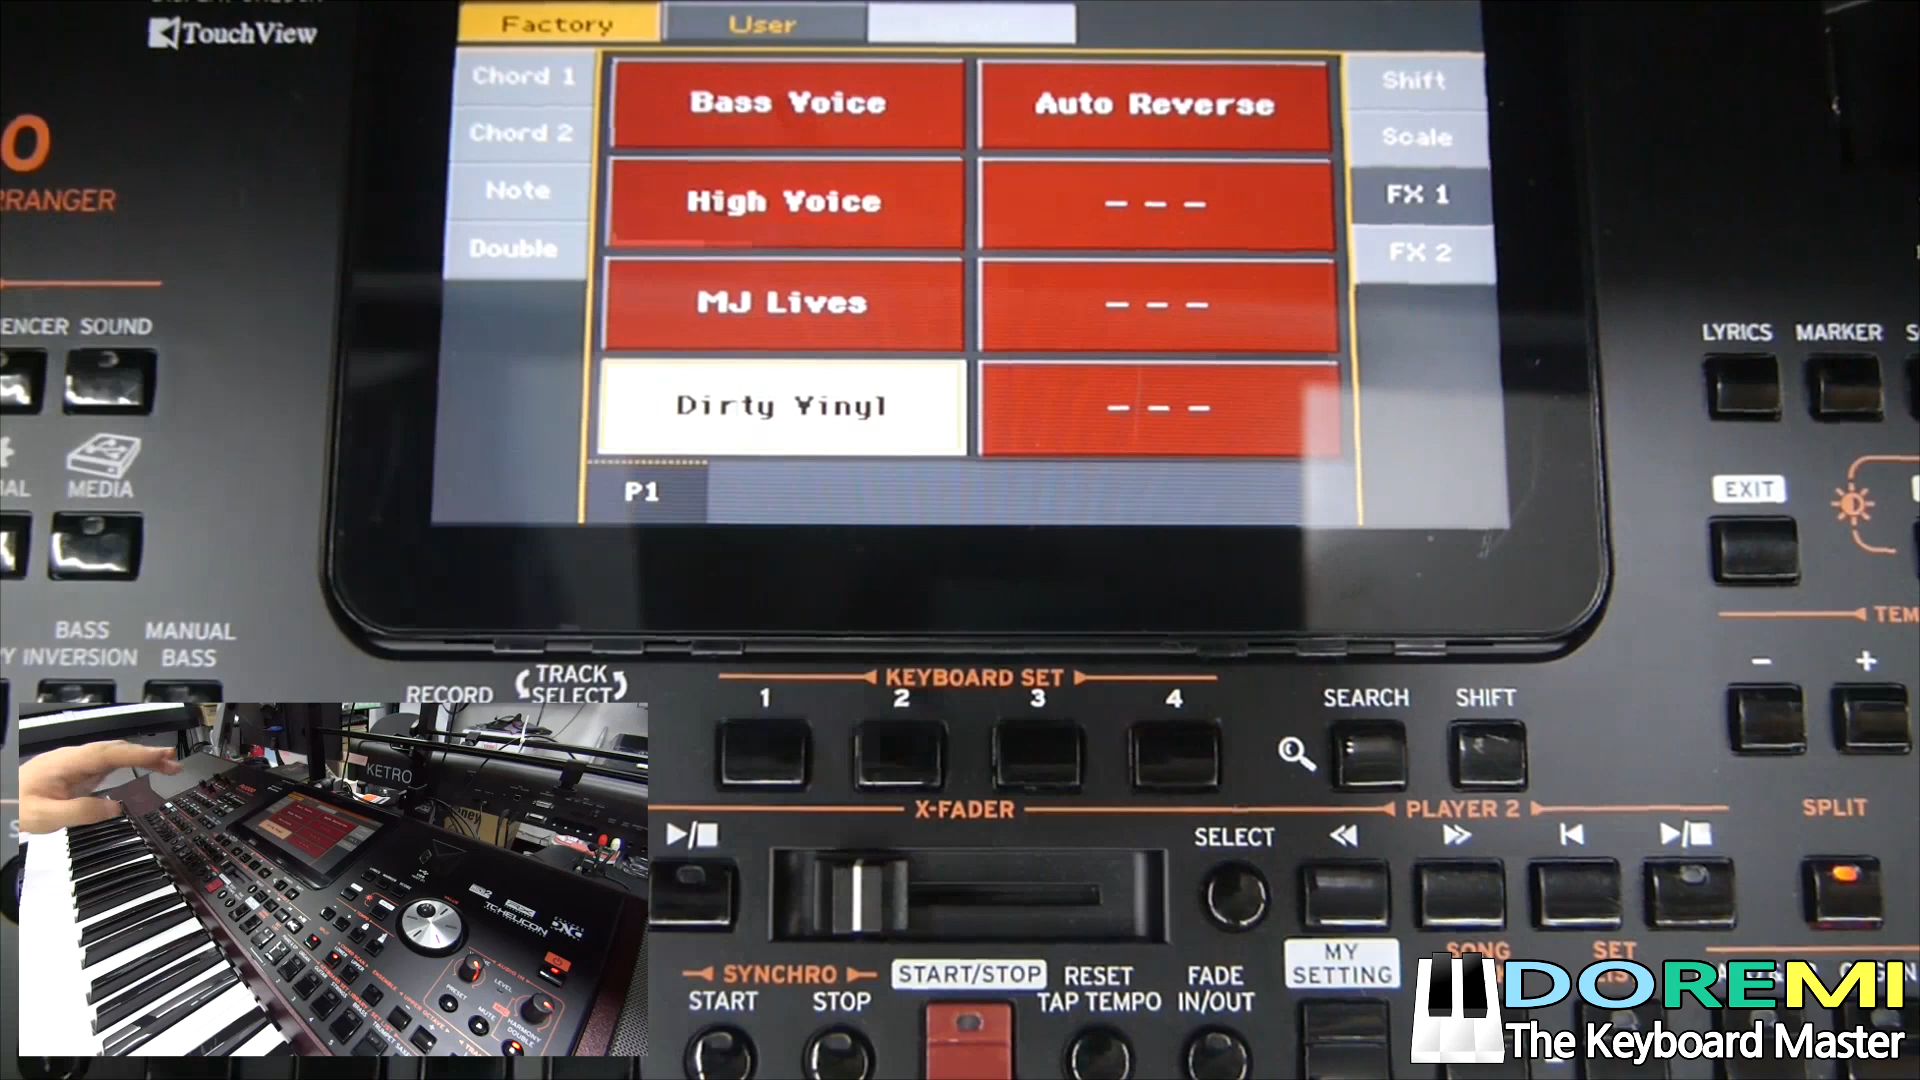 TouchView
Factory
User
Chord 1
Chord 2
Note
Double
Bass Voice
Auto Reverse
High Voice
- - -
MJ Lives
- - -
Dirty Vinyl
- - -
Shift
Scale
FX 1
FX 2
P1
SOUND
MEDIA
BASS
INVERSION
MANUAL
BASS
RECORD
TRACK
SELECT
KEYBOARD SET
1
2
3
4
SEARCH
SHIFT
LYRICS
MARKER
EXIT
-
+
X-FADER
PLAYER 2
SPLIT
SELECT
SYNCHRO
START
STOP
START/STOP
RESET
TAP TEMPO
FADE
IN/OUT
MY
SETTING
SONG
SET
KETRO
TC HELICON
DOREMI
The Keyboard Master